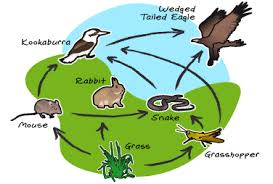 Wedged
Tailed Eagle
Kookaburra
Rabbit
Mouse
Snake
Grass
Grasshopper